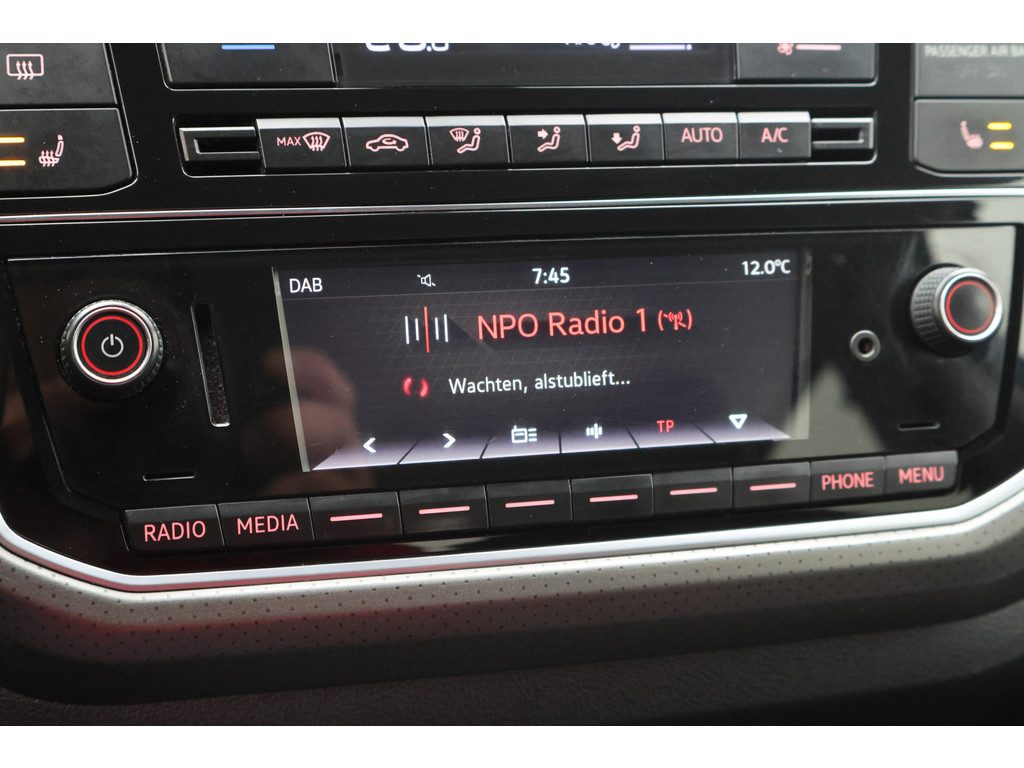 PASSENGER AIR BA
MAX
AUTO
A/C
DAB
7:45
12.0°C
NPO Radio 1
Wachten, alstublieft...
TP
RADIO
MEDIA
PHONE
MENU